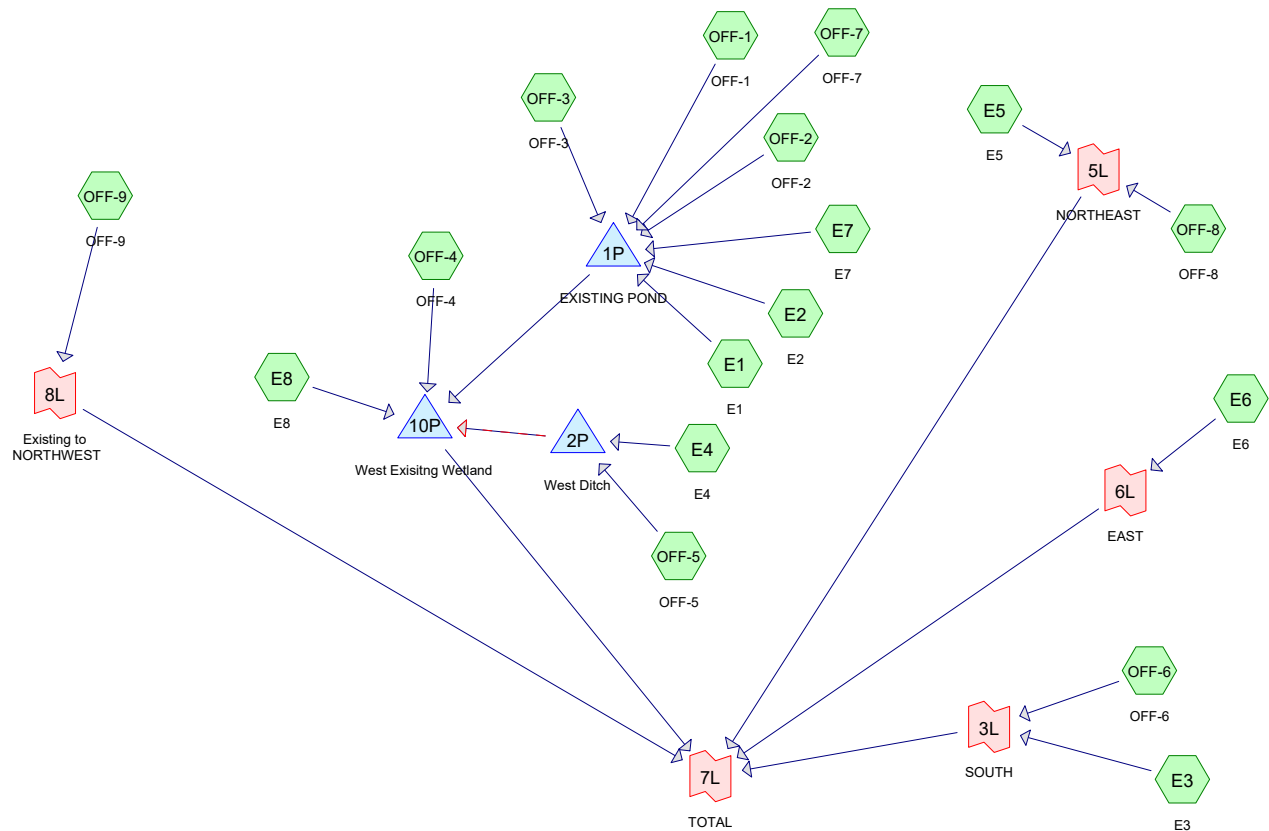 OFF-1
OFF-1
OFF-7
OFF-7
OFF-3
OFF-3
OFF-2
OFF-2
E5
E5
5L
NORTHEAST
OFF-8
OFF-8
OFF-9
OFF-9
OFF-4
OFF-4
1P
EXISTING POND
E7
E7
E2
E2
E1
E1
8L
Existing to
NORTHWEST
E8
E8
10P
West Exisitng Wetland
2P
West Ditch
E4
E4
E6
E6
6L
EAST
OFF-5
OFF-5
OFF-6
OFF-6
3L
SOUTH
7L
TOTAL
E3
E3